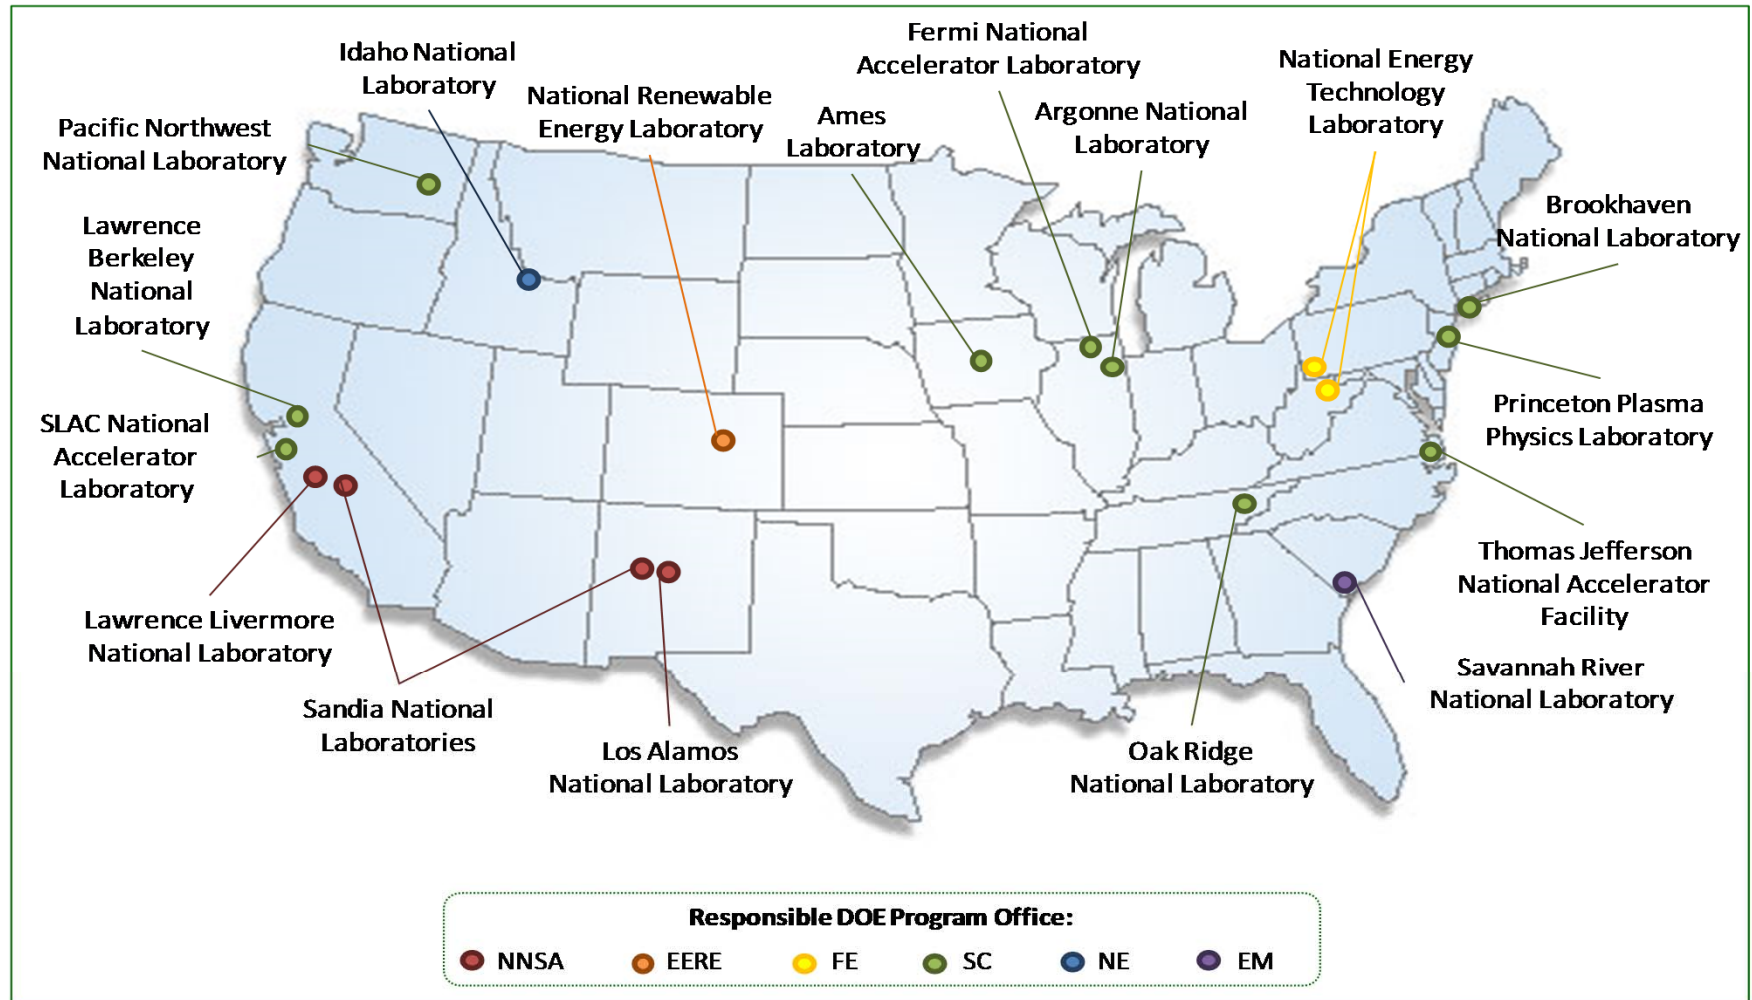 Fermi National
Accelerator Laboratory
Idaho National
Laboratory
National Energy
Technology
Laboratory
National Renewable
Energy Laboratory
Ames
Laboratory
Argonne National
Laboratory
Pacific Northwest
National Laboratory
Brookhaven
National Laboratory
Lawrence
Berkeley
National
Laboratory
SLAC National
Accelerator
Laboratory
Princeton Plasma
Physics Laboratory
Thomas Jefferson
National Accelerator
Facility
Lawrence Livermore
National Laboratory
Savannah River
National Laboratory
Sandia National
Laboratories
Los Alamos
National Laboratory
Oak Ridge
National Laboratory
Responsible DOE Program Office:
NNSA EERE FE SC NE EM